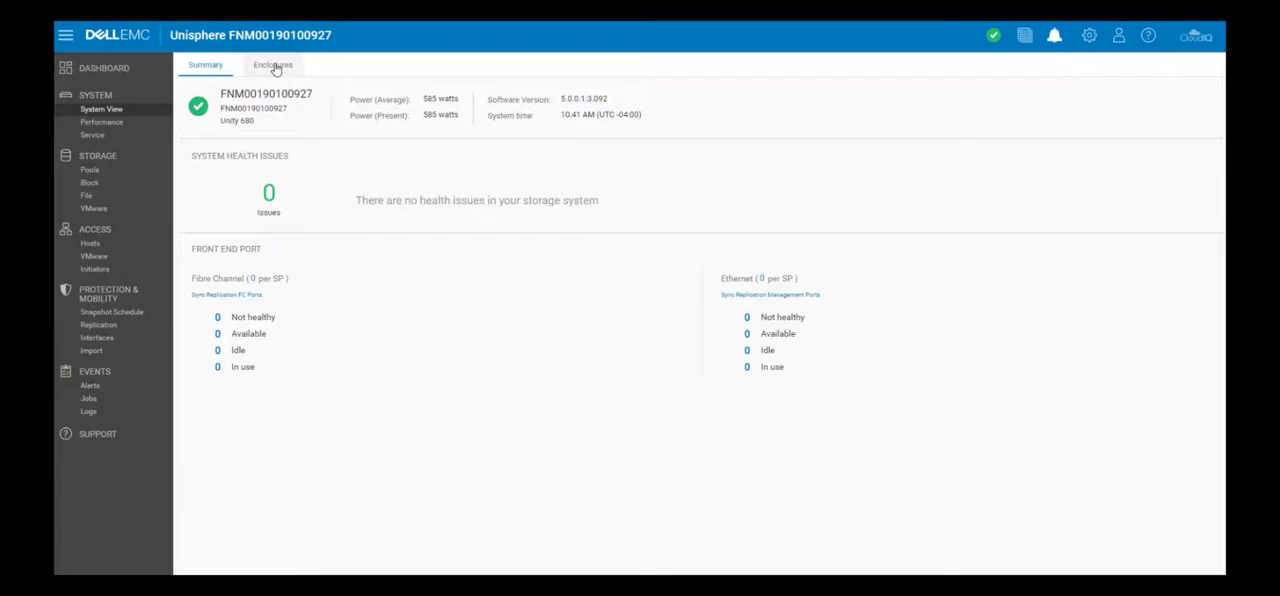 DELLEMC Unisphere FNM00190100927 CloudIQ
DASHBOARD
SYSTEM
System View
Performance
Service
STORAGE
Pools
Block
File
VMware
ACCESS
Hosts
VMware
Initiators
PROTECTION &
MOBILITY
Snapshot Schedule
Replication
Interfaces
Import
EVENTS
Alerts
Jobs
Logs
SUPPORT
Summary Enclosures
FNM00190100927
FNM00190100927
Unity 680
Power (Average): 585 watts
Power (Present): 585 watts
Software Version: 5.0.0.1.3.092
System time: 10:41 AM (UTC -04:00)
SYSTEM HEALTH ISSUES
0
Issues
There are no health issues in your storage system
FRONT END PORT
Fibre Channel ( 0 per SP )
Sync Replication FC Ports
0 Not healthy
0 Available
0 Idle
0 In use
Ethernet ( 0 per SP )
Sync Replication Management Ports
0 Not healthy
0 Available
0 Idle
0 In use